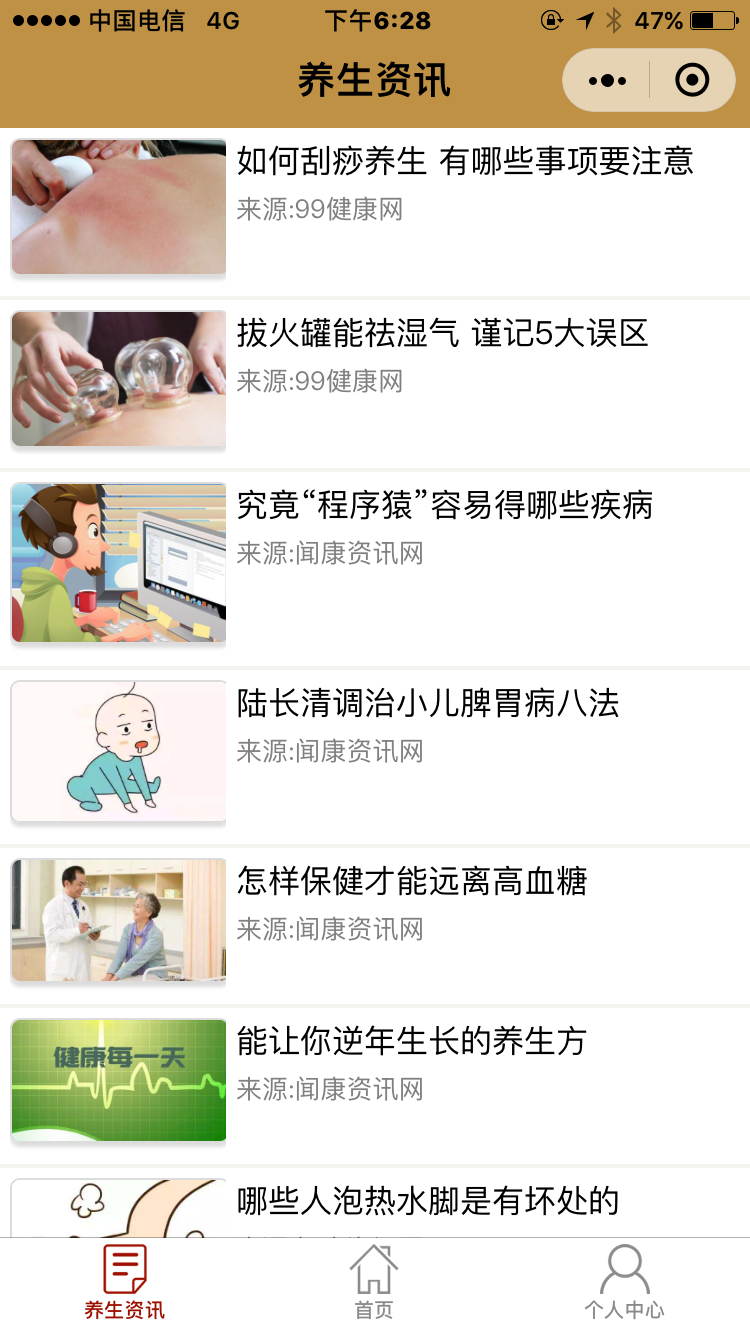 中国电信 4G 下午6:28 47%
养生资讯
如何刮痧养生 有哪些事项要注意
来源:99健康网
拔火罐能祛湿气 谨记5大误区
来源:99健康网
究竟“程序猿”容易得哪些疾病
来源:闻康资讯网
陆长清调治小儿脾胃病八法
来源:闻康资讯网
怎样保健才能远离高血糖
来源:闻康资讯网
健康每一天
能让你逆年生长的养生方
来源:闻康资讯网
哪些人泡热水脚是有坏处的
养生资讯 首页 个人中心